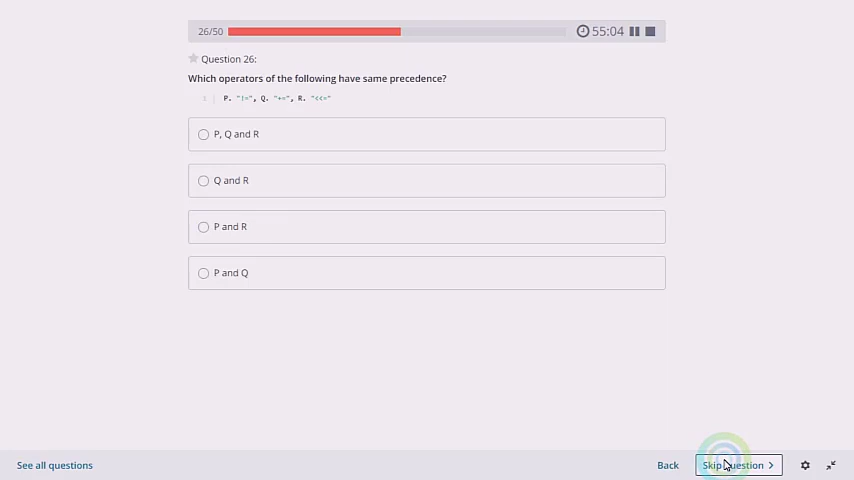 26/50
55:04
Question 26:
Which operators of the following have same precedence?
1 P. "!=", Q. "+=", R. "<<="
P, Q and R
Q and R
P and R
P and Q
See all questions
Back
Skip question